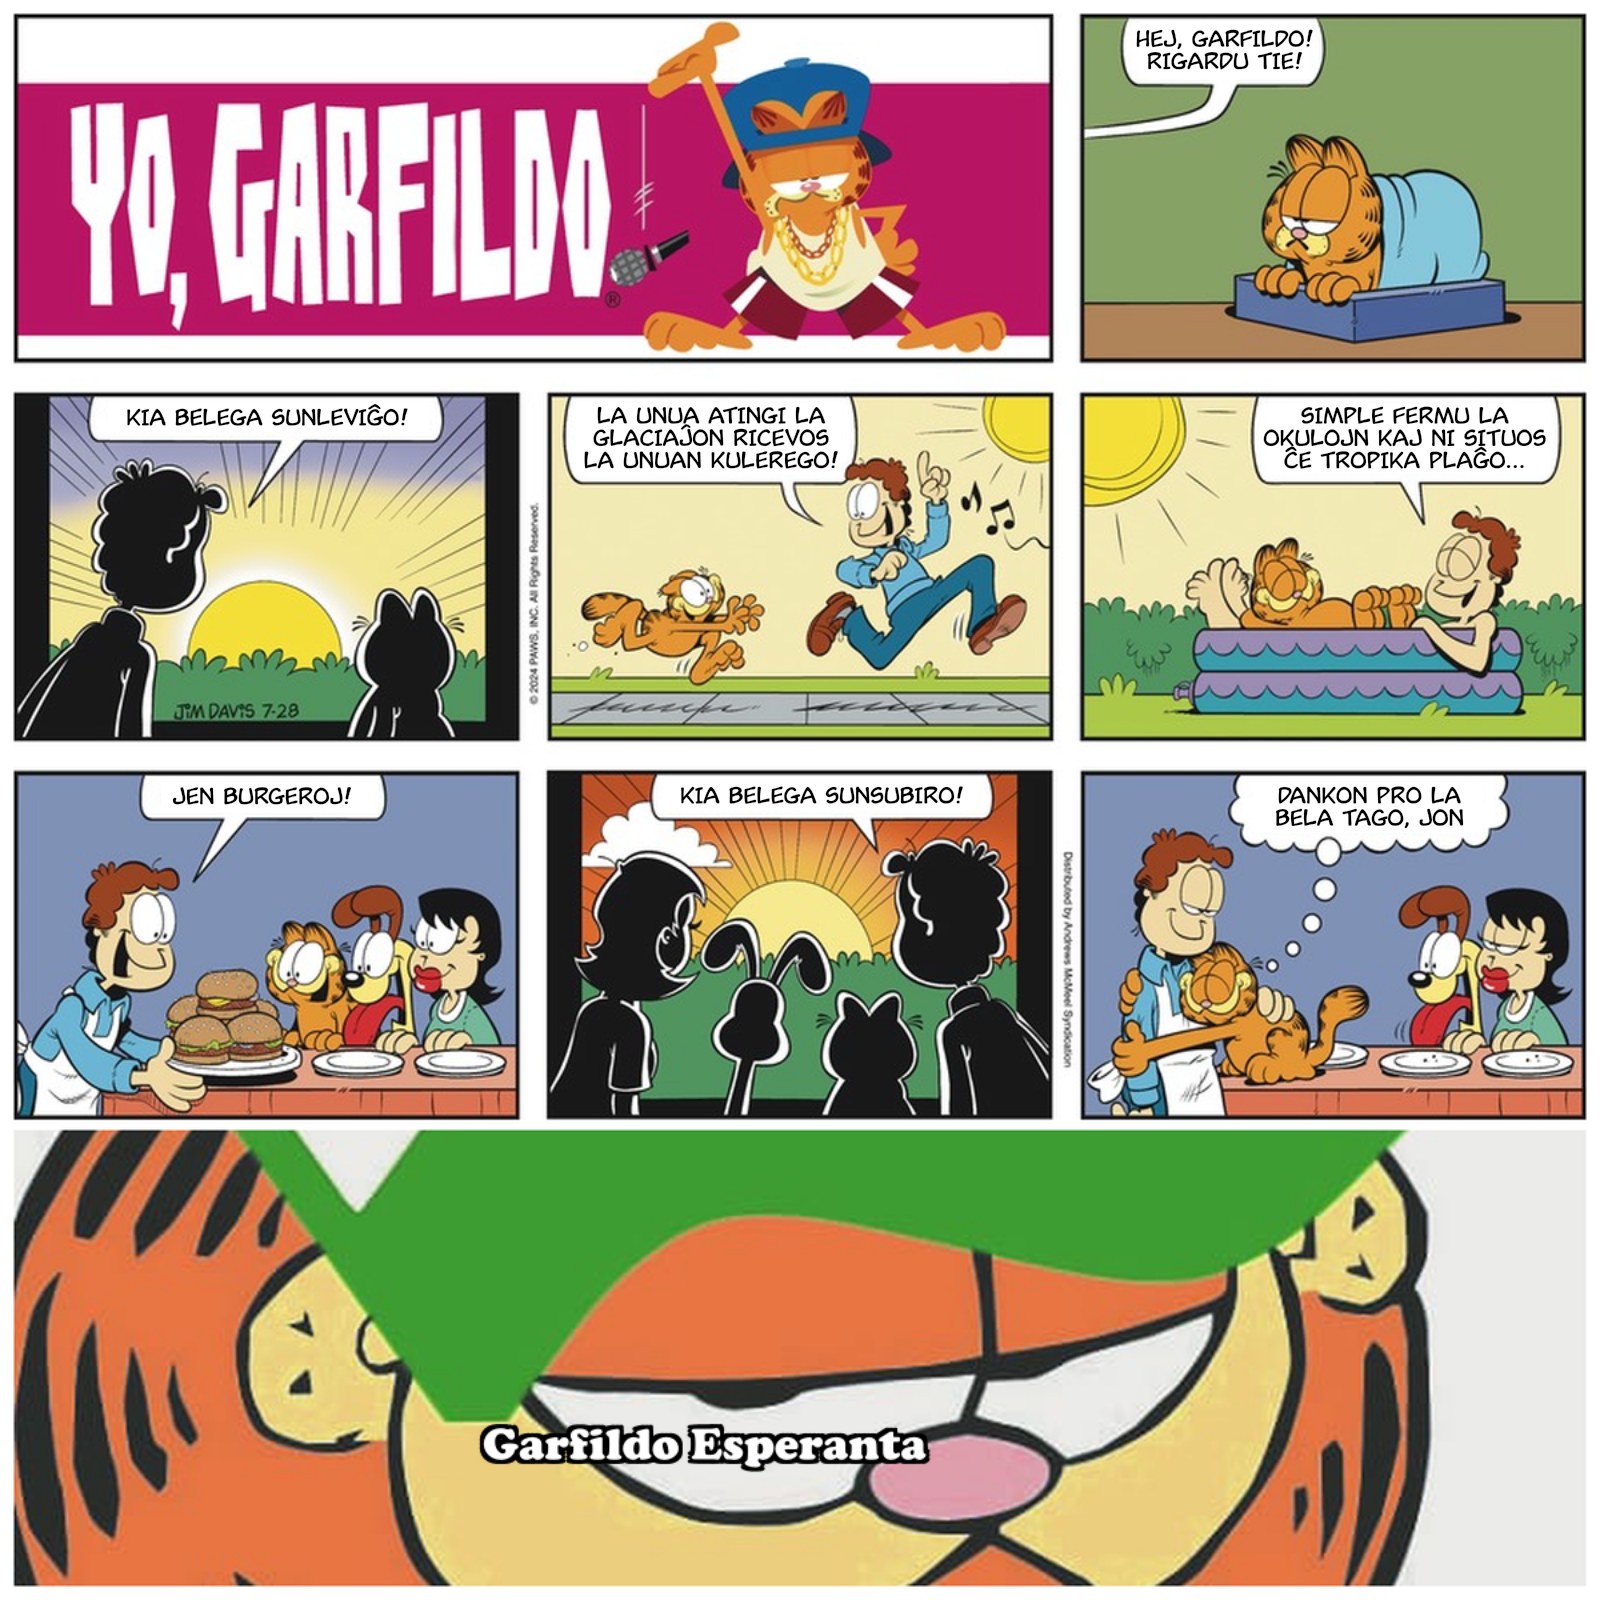 YO, GARFILDO
®
HEJ, GARFILDO!
RIGARDU TIE!
KIA BELEGA SUNLEVIĜO!
JIM DAVIS 7-28
© 2024 PAWS, INC. All Rights Reserved.
LA UNUA ATINGI LA
GLACIAĴON RICEVOS
LA UNUAN KULEREGO!
SIMPLE FERMU LA
OKULOJN KAJ NI SITUOS
ĈE TROPIKA PLAĜO...
JEN BURGEROJ!
KIA BELEGA SUNSUBIRO!
Distributed by Andrews McMeel Syndication
DANKON PRO LA
BELA TAGO, JON
Garfildo Esperanta